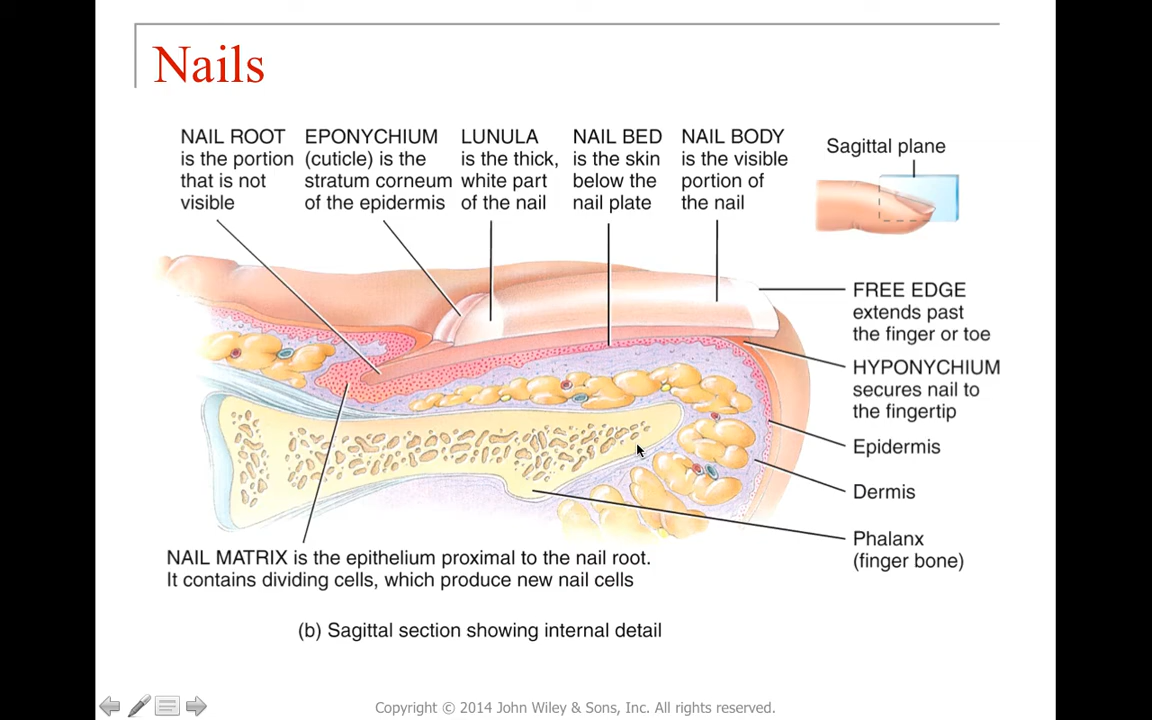 Nails
NAIL ROOT
is the portion
that is not
visible
EPONYCHIUM
(cuticle) is the
stratum corneum
of the epidermis
LUNULA
is the thick,
white part
of the nail
NAIL BED
is the skin
below the
nail plate
NAIL BODY
is the visible
portion of
the nail
Sagittal plane
FREE EDGE
extends past
the finger or toe
HYPONYCHIUM
secures nail to
the fingertip
Epidermis
Dermis
Phalanx
(finger bone)
NAIL MATRIX is the epithelium proximal to the nail root.
It contains dividing cells, which produce new nail cells
(b) Sagittal section showing internal detail
Copyright © 2014 John Wiley & Sons, Inc. All rights reserved.